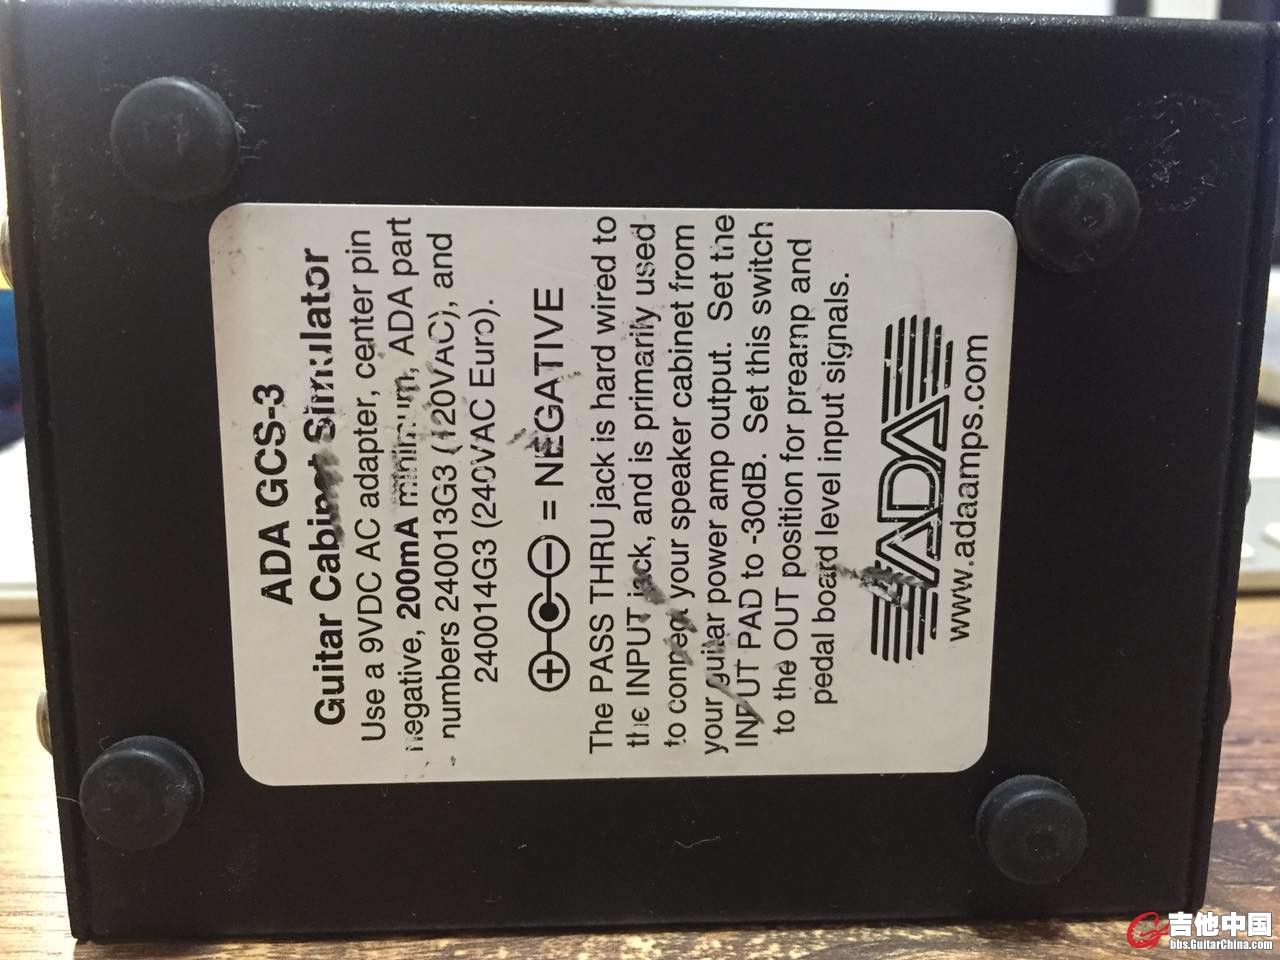 ADA GCS-3
Guitar Cabinet Simulator
Use a 9VDC AC adapter, center pin
negative, 200mA minimum, ADA part
numbers 240013G3 (120VAC), and
240014G3 (240VAC Euro).
= NEGATIVE
The PASS THRU jack is hard wired to
the INPUT jack, and is primarily used
to connect your speaker cabinet from
your guitar power amp output. Set the
INPUT PAD to -30dB. Set this switch
to the OUT position for preamp and
pedal board level input signals.
ADA
www.adaamps.com
吉他中国
bbs.GuitarChina.com